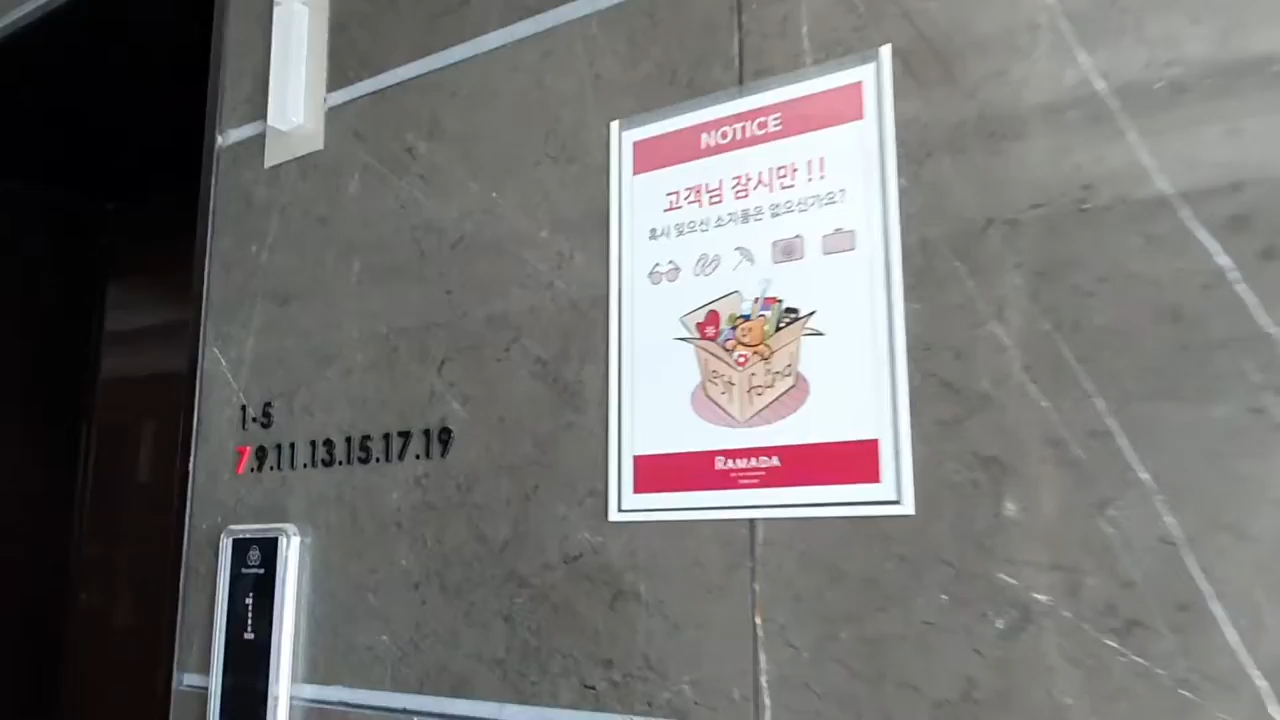 NOTICE
고객님 잠시만 !!
혹시 잊으신 소지품은 없으신가요?
lost found
RAMADA
1-5
7.9.11.13.15.17.19